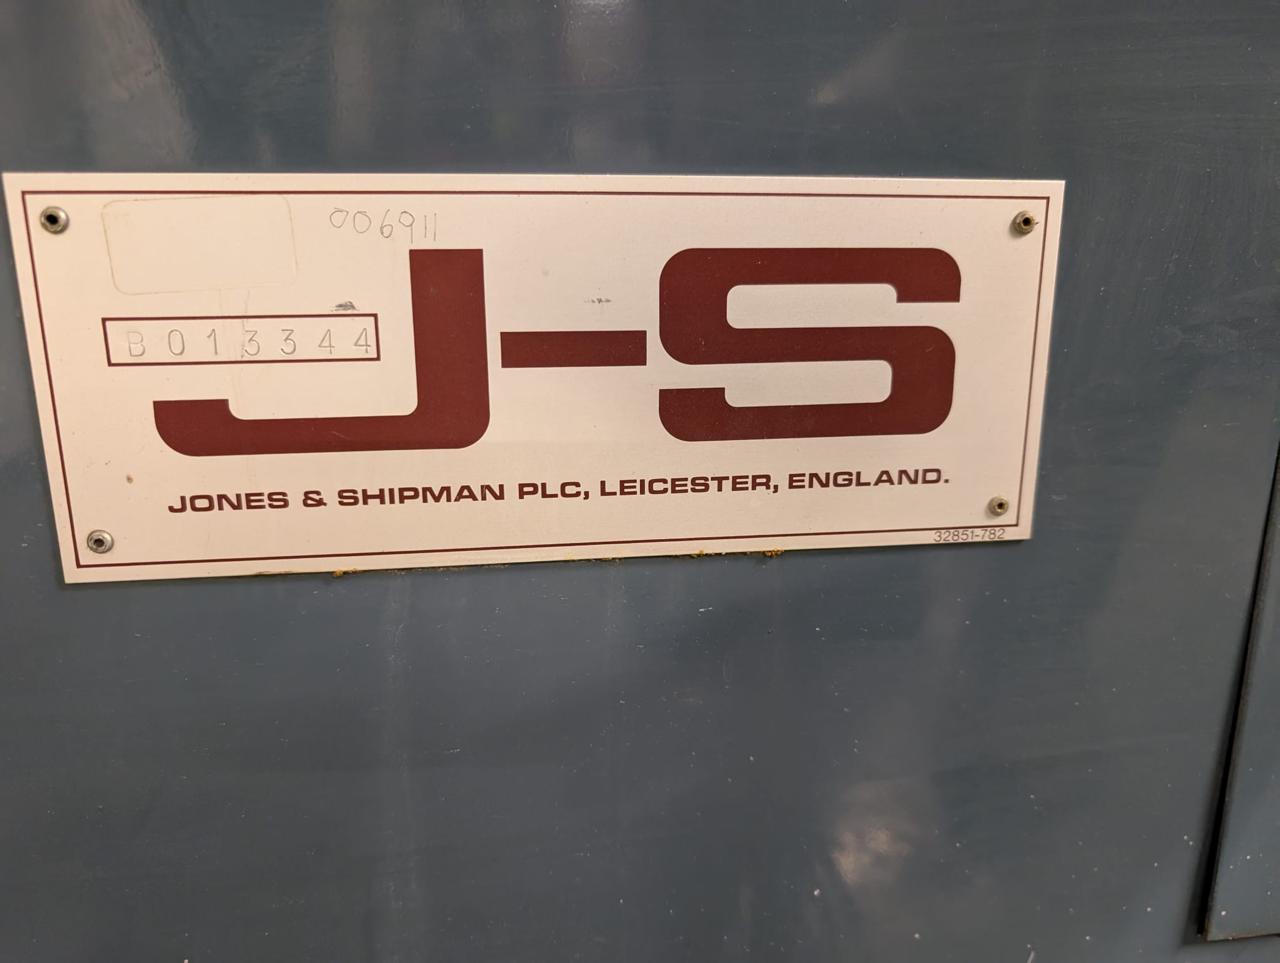 006911
B013344
J-S
JONES & SHIPMAN PLC, LEICESTER, ENGLAND.
32851-782